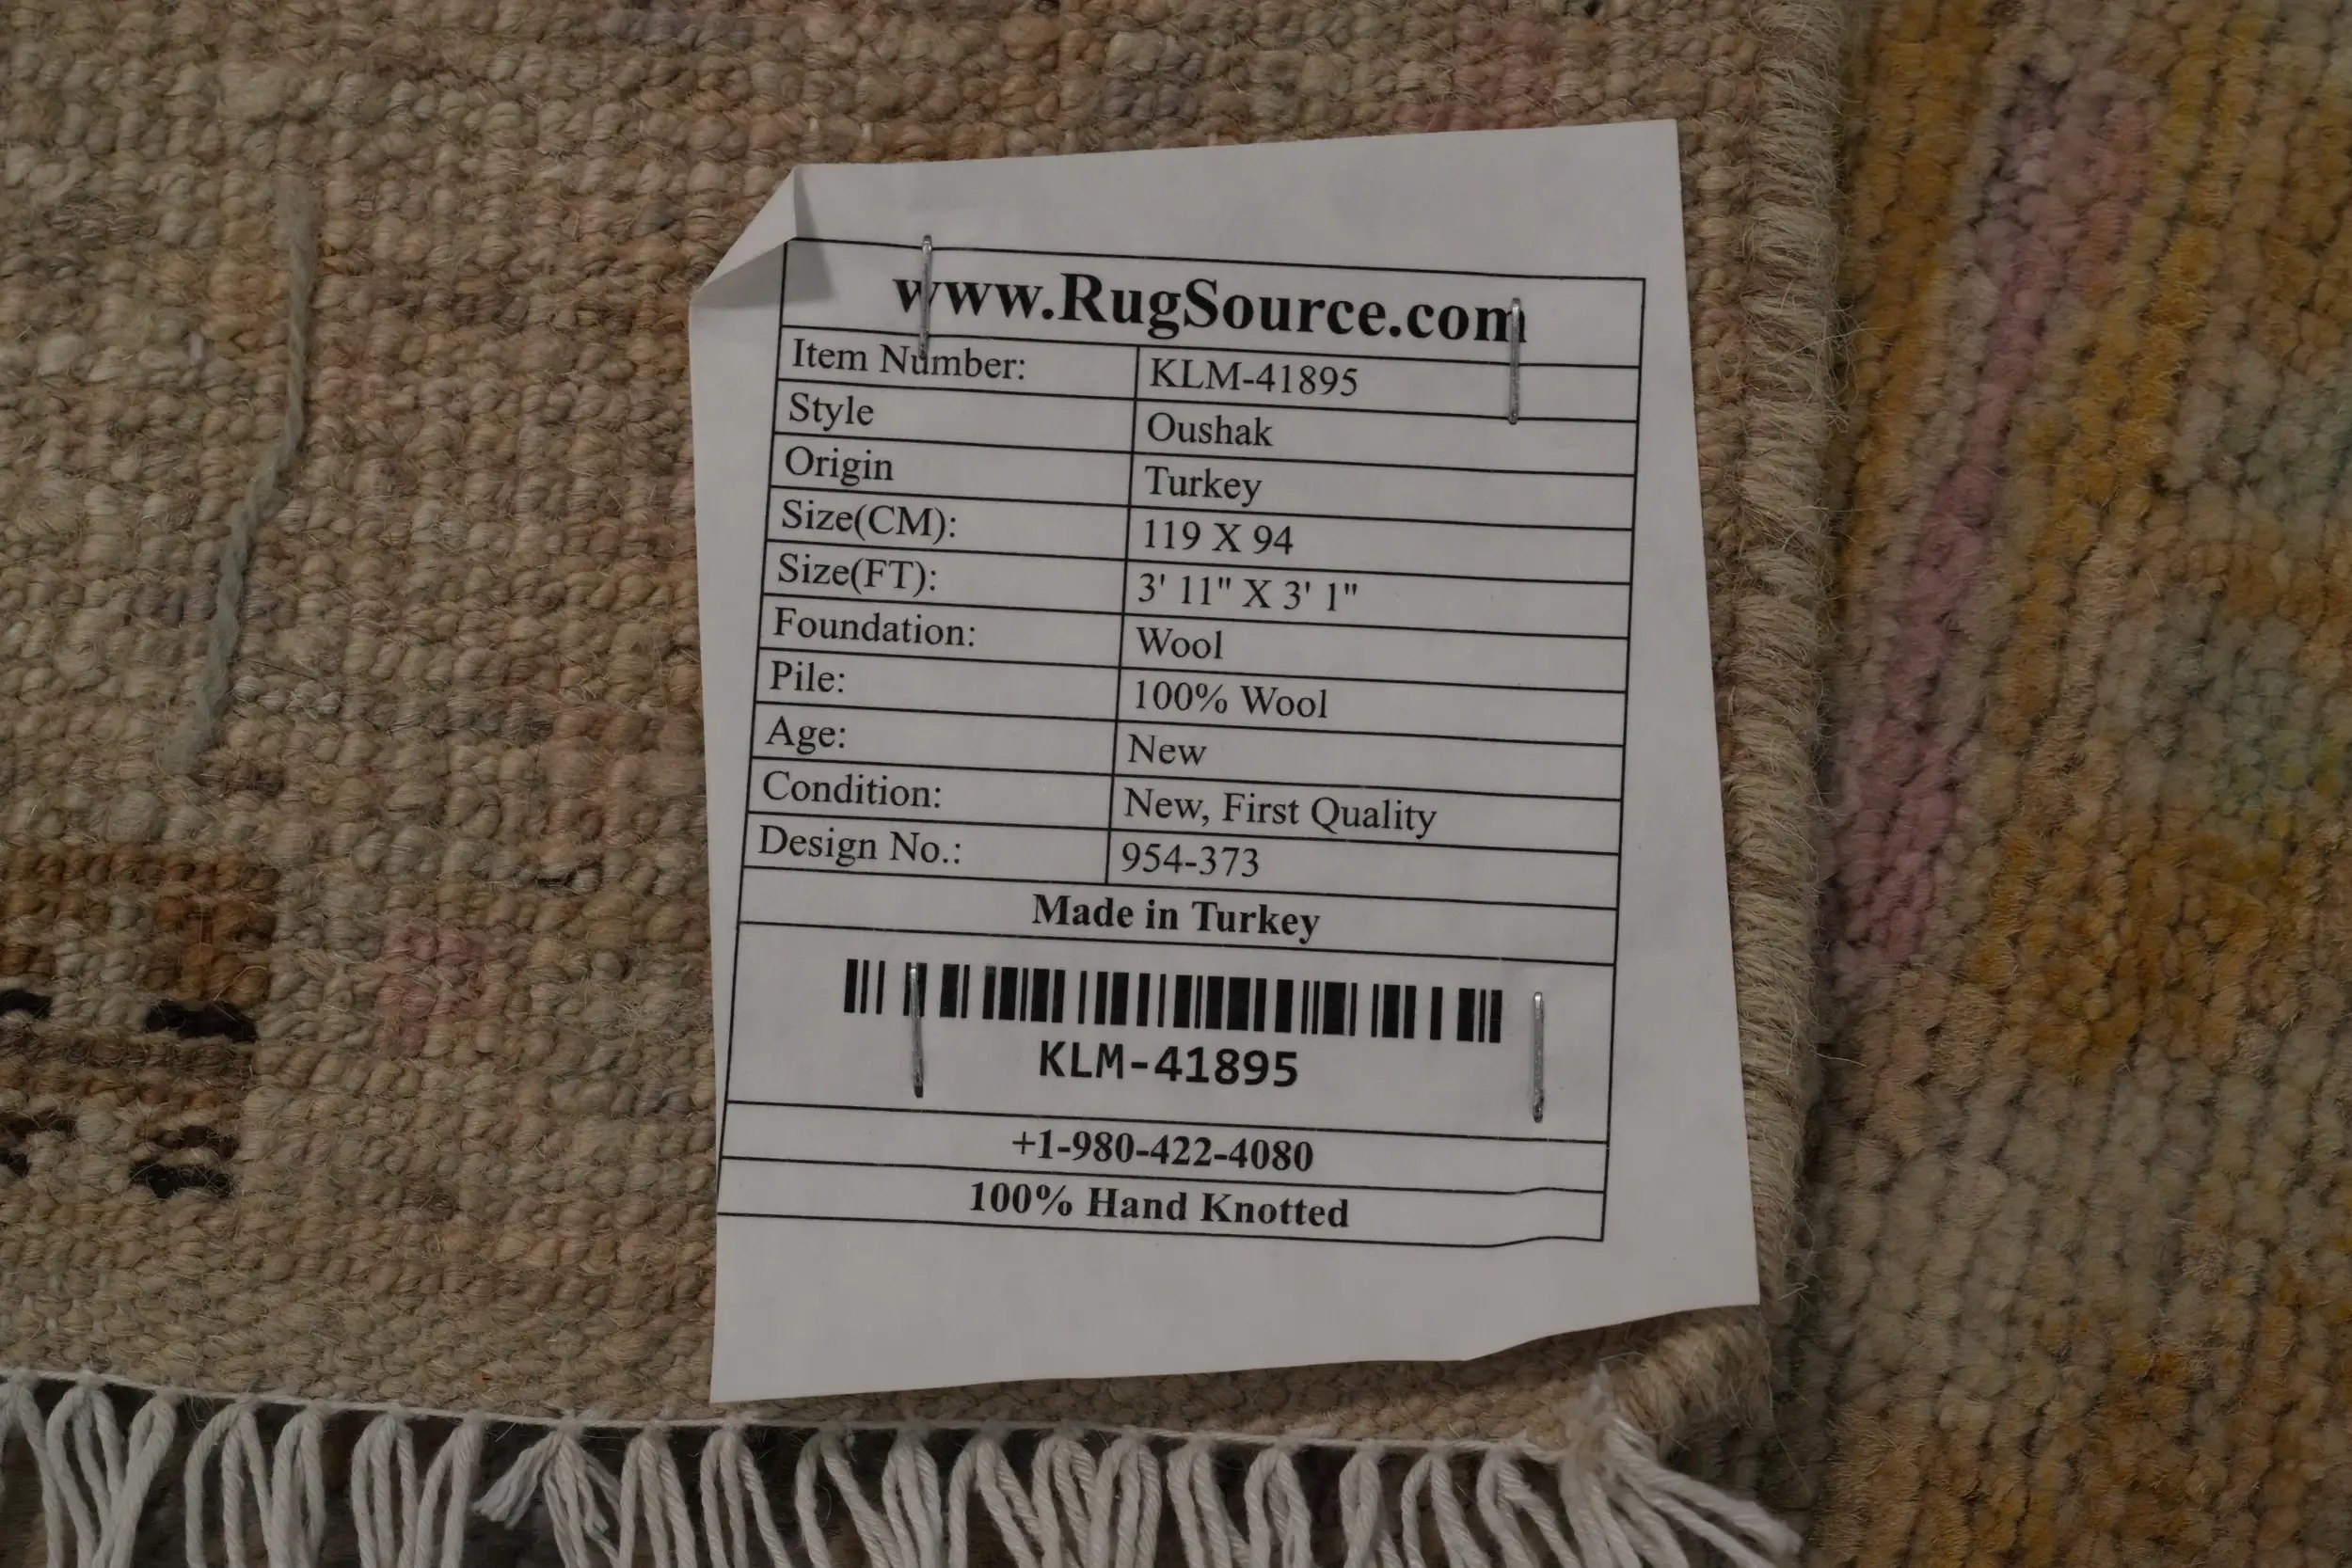 www.RugSource.com
Item Number: KLM-41895
Style Oushak
Origin Turkey
Size(CM): 119 X 94
Size(FT): 3' 11" X 3' 1"
Foundation: Wool
Pile: 100% Wool
Age: New
Condition: New, First Quality
Design No.: 954-373
Made in Turkey
KLM-41895
+1-980-422-4080
100% Hand Knotted